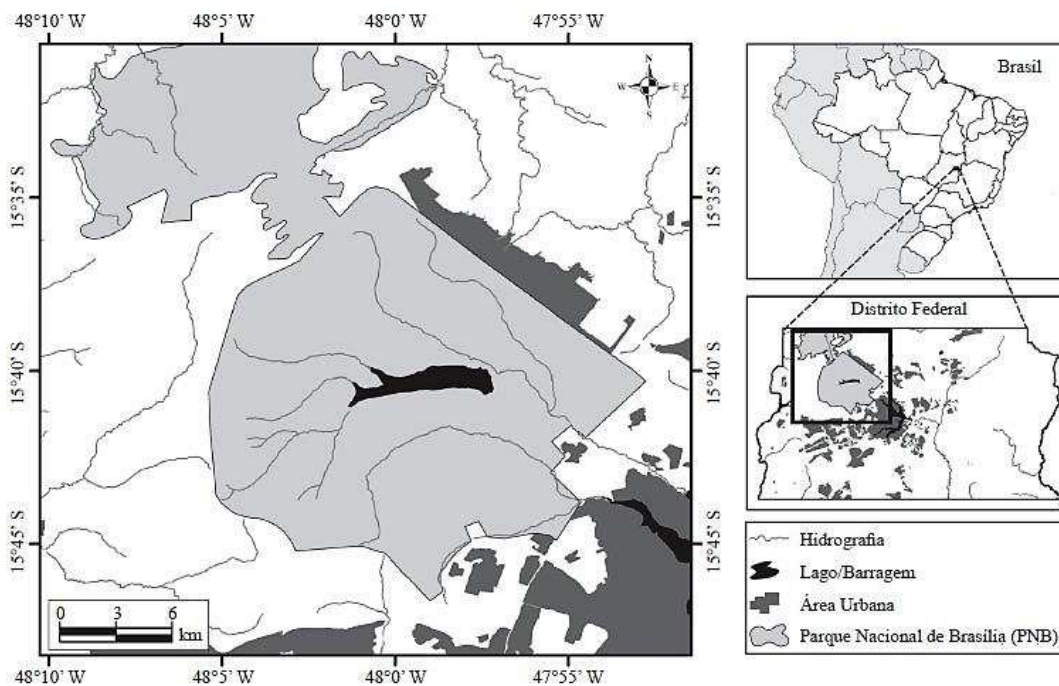 48°10' W
48°5' W
48°0' W
47°55' W
N
W E
S
15°35' S
15°40' S
15°45' S
15°35' S
15°40' S
15°45' S
0 3 6
km
48°10' W
48°5' W
48°0' W
47°55' W
Brasil
Distrito Federal
Hidrografia
Lago/Barragem
Área Urbana
Parque Nacional de Brasília (PNB)